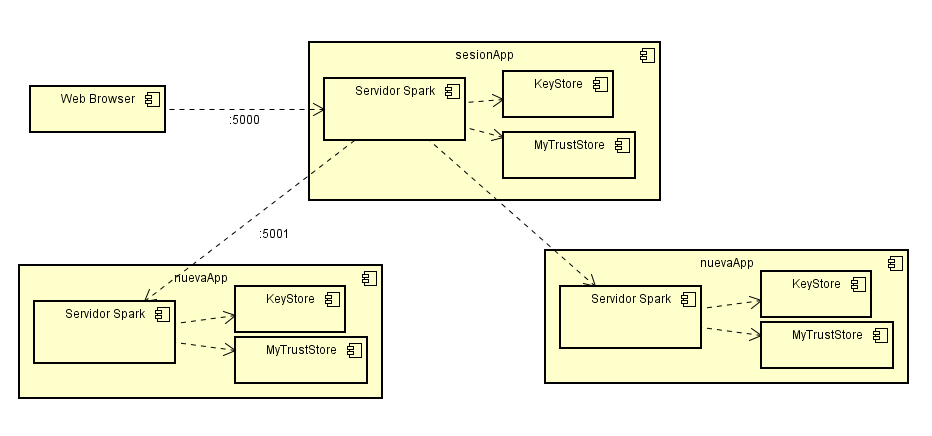 sesionApp
Web Browser
:5000
Servidor Spark
KeyStore
MyTrustStore
:5001
nuevaApp
Servidor Spark
KeyStore
MyTrustStore
nuevaApp
Servidor Spark
KeyStore
MyTrustStore